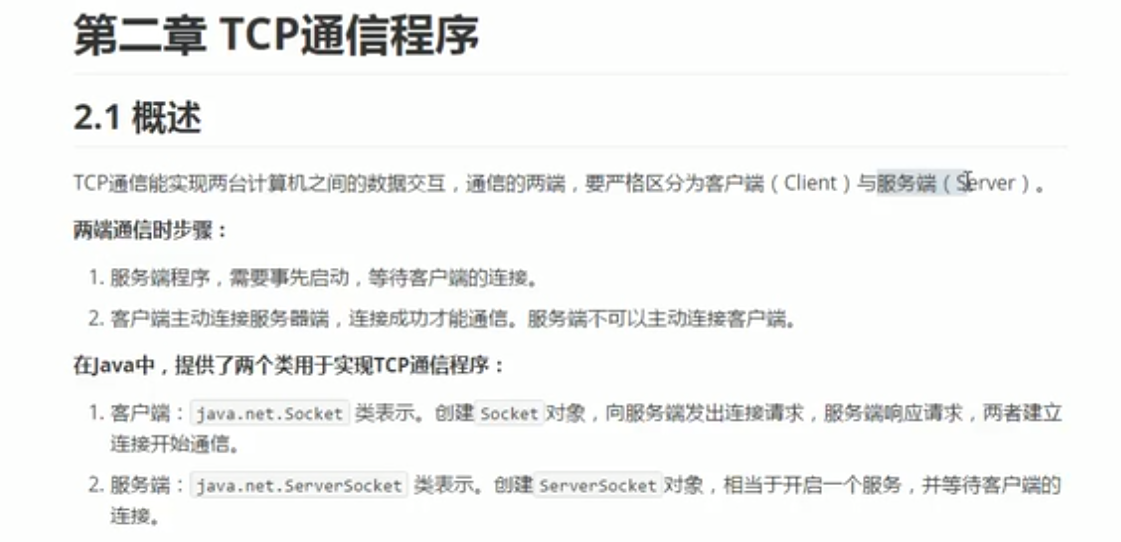 第二章 TCP通信程序
2.1 概述
TCP通信能实现两台计算机之间的数据交互，通信的两端，要严格区分为客户端（Client）与服务端（Server）。
两端通信时步骤：
1. 服务端程序，需要事先启动，等待客户端的连接。
2. 客户端主动连接服务器端，连接成功才能通信。服务端不可以主动连接客户端。
在Java中，提供了两个类用于实现TCP通信程序：
1. 客户端：java.net.Socket 类表示。创建 Socket 对象，向服务端发出连接请求，服务端响应请求，两者建立
连接开始通信。
2. 服务端：java.net.ServerSocket 类表示。创建 ServerSocket 对象，相当于开启一个服务，并等待客户端的
连接。